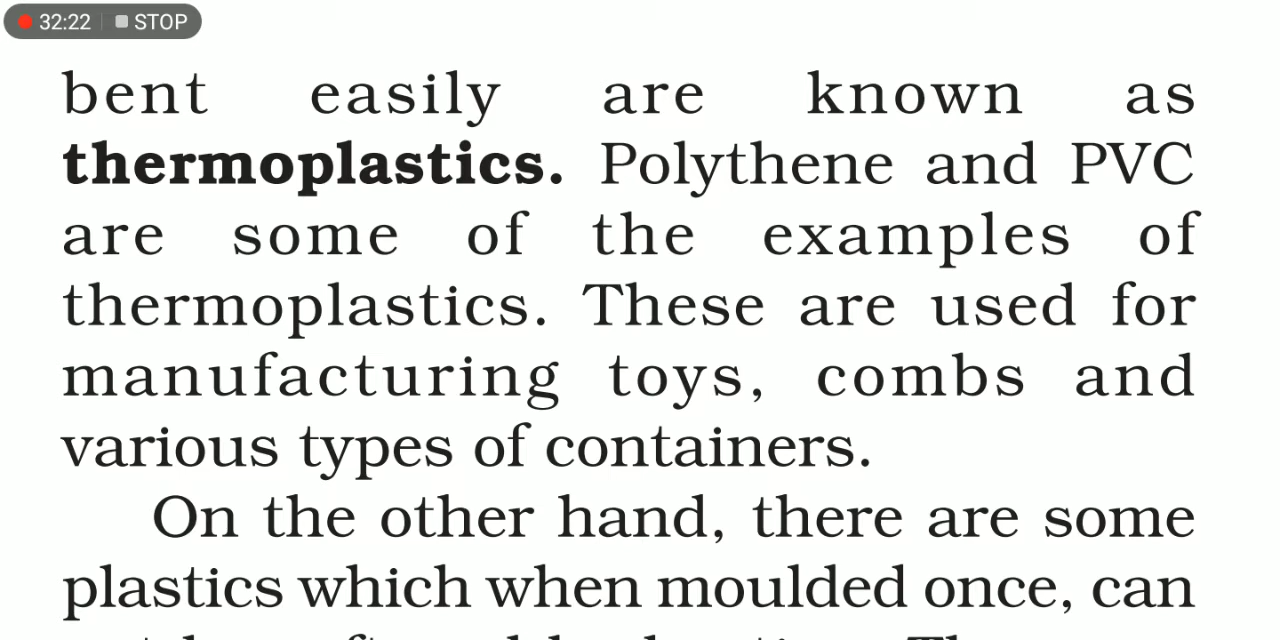 32:22 STOP
bent easily are known as
thermoplastics. Polythene and PVC
are some of the examples of
thermoplastics. These are used for
manufacturing toys, combs and
various types of containers.
On the other hand, there are some
plastics which when moulded once, can